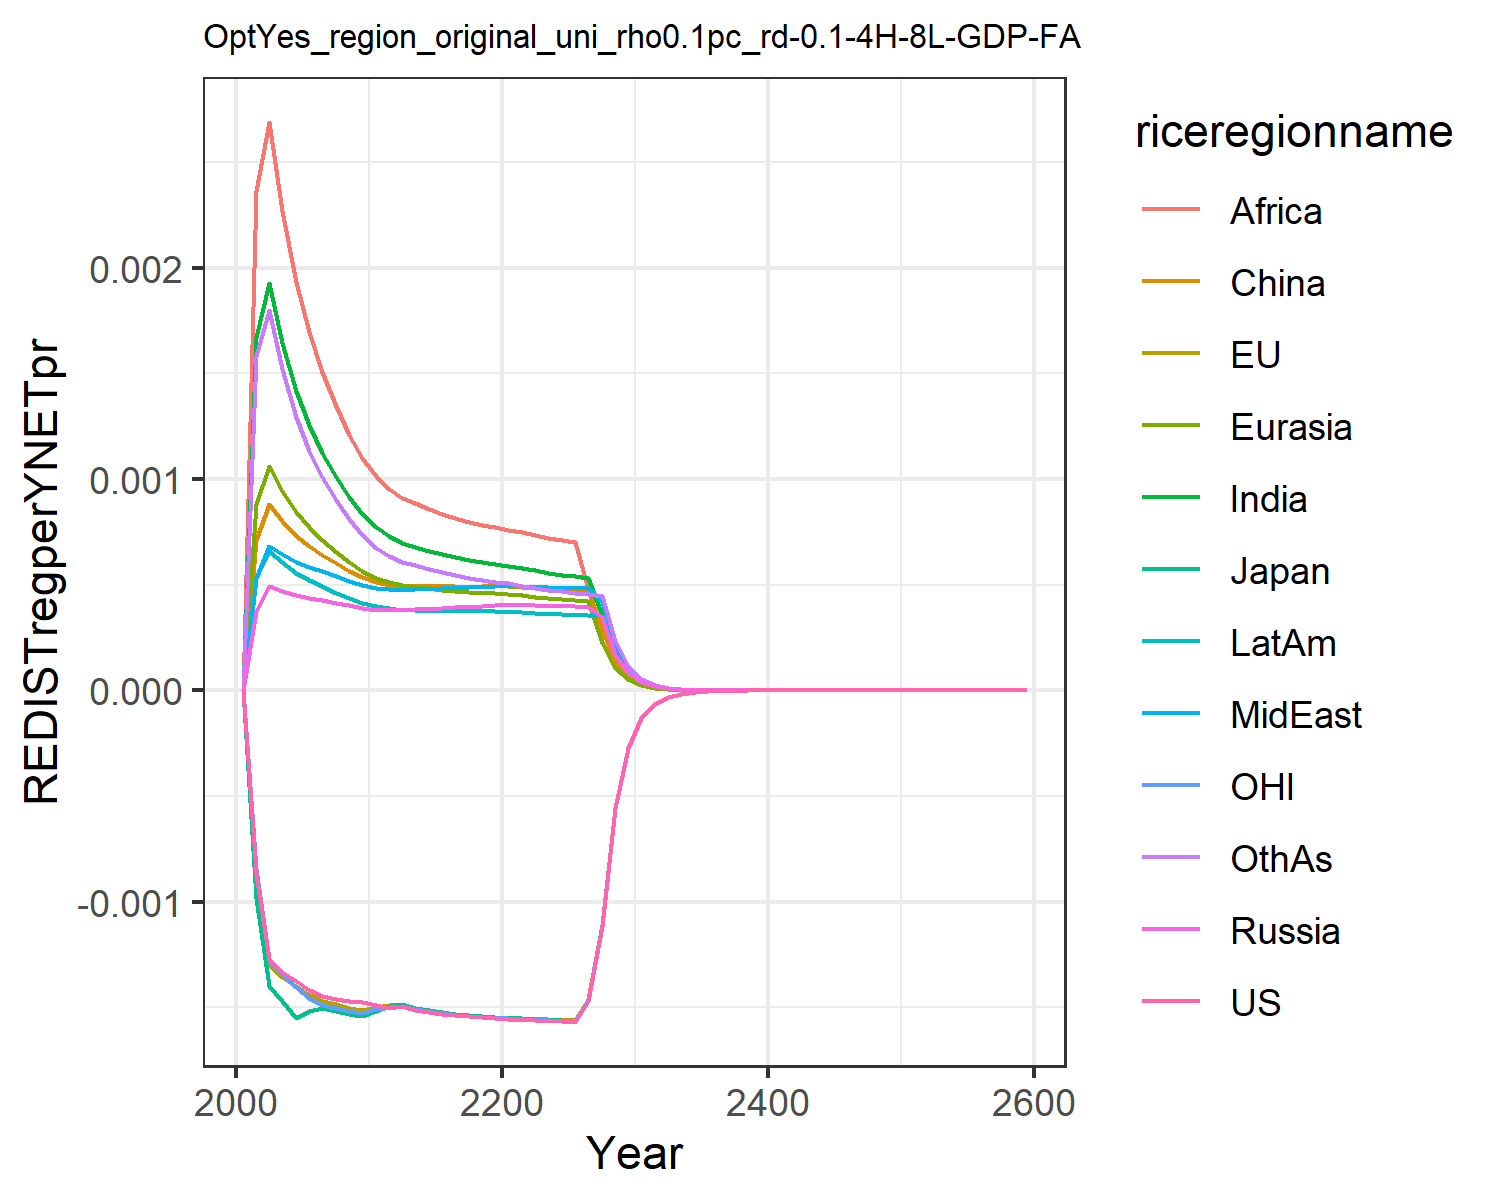 OptYes_region_original_uni_rho0.1pc_rd-0.1-4H-8L-GDP-FA
REDISTregperYNETpr
0.002
0.001
0.000
-0.001
2000
2200
2400
2600
Year
riceregionname
Africa
China
EU
Eurasia
India
Japan
LatAm
MidEast
OHI
OthAs
Russia
US